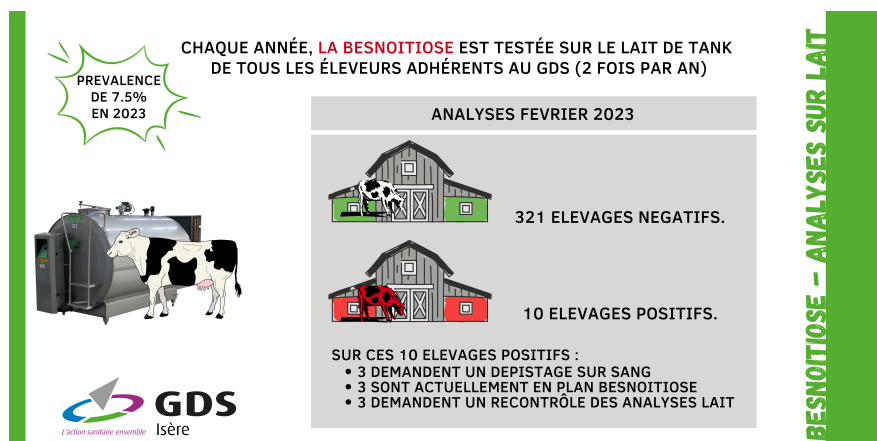 CHAQUE ANNÉE, LA BESNOITIOSE EST TESTÉE SUR LE LAIT DE TANK
DE TOUS LES ÉLEVEURS ADHÉRENTS AU GDS (2 FOIS PAR AN)
PREVALENCE
DE 7.5%
EN 2023
ANALYSES FEVRIER 2023
321 ELEVAGES NEGATIFS.
10 ELEVAGES POSITIFS.
SUR CES 10 ELEVAGES POSITIFS :
• 3 DEMANDENT UN DEPISTAGE SUR SANG
• 3 SONT ACTUELLEMENT EN PLAN BESNOITIOSE
• 3 DEMANDENT UN RECONTRÔLE DES ANALYSES LAIT
GDS
L'action sanitaire ensemble
Isère
BESNOITIOSE - ANALYSES SUR LAIT